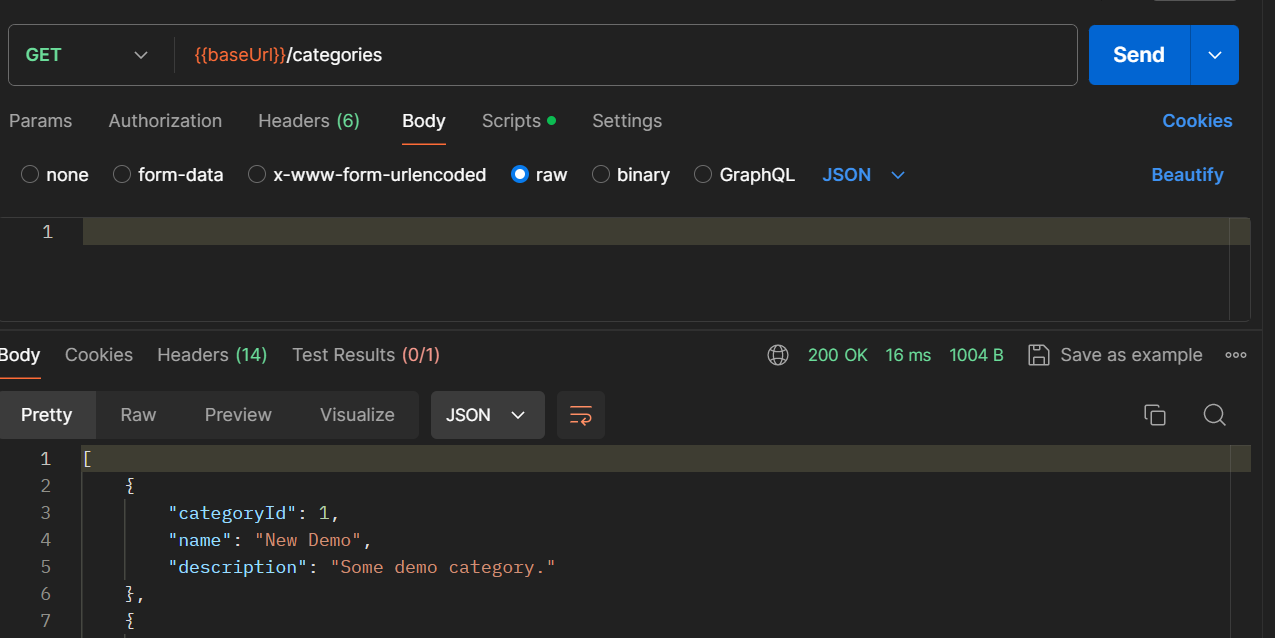 GET {{baseUrl}}/categories Send
Params Authorization Headers (6) Body Scripts Settings Cookies
none form-data x-www-form-urlencoded raw binary GraphQL JSON Beautify
1
Body Cookies Headers (14) Test Results (0/1) 200 OK 16 ms 1004 B Save as example
Pretty Raw Preview Visualize JSON
1 [
2 {
3 "categoryId": 1,
4 "name": "New Demo",
5 "description": "Some demo category."
6 },
7 {